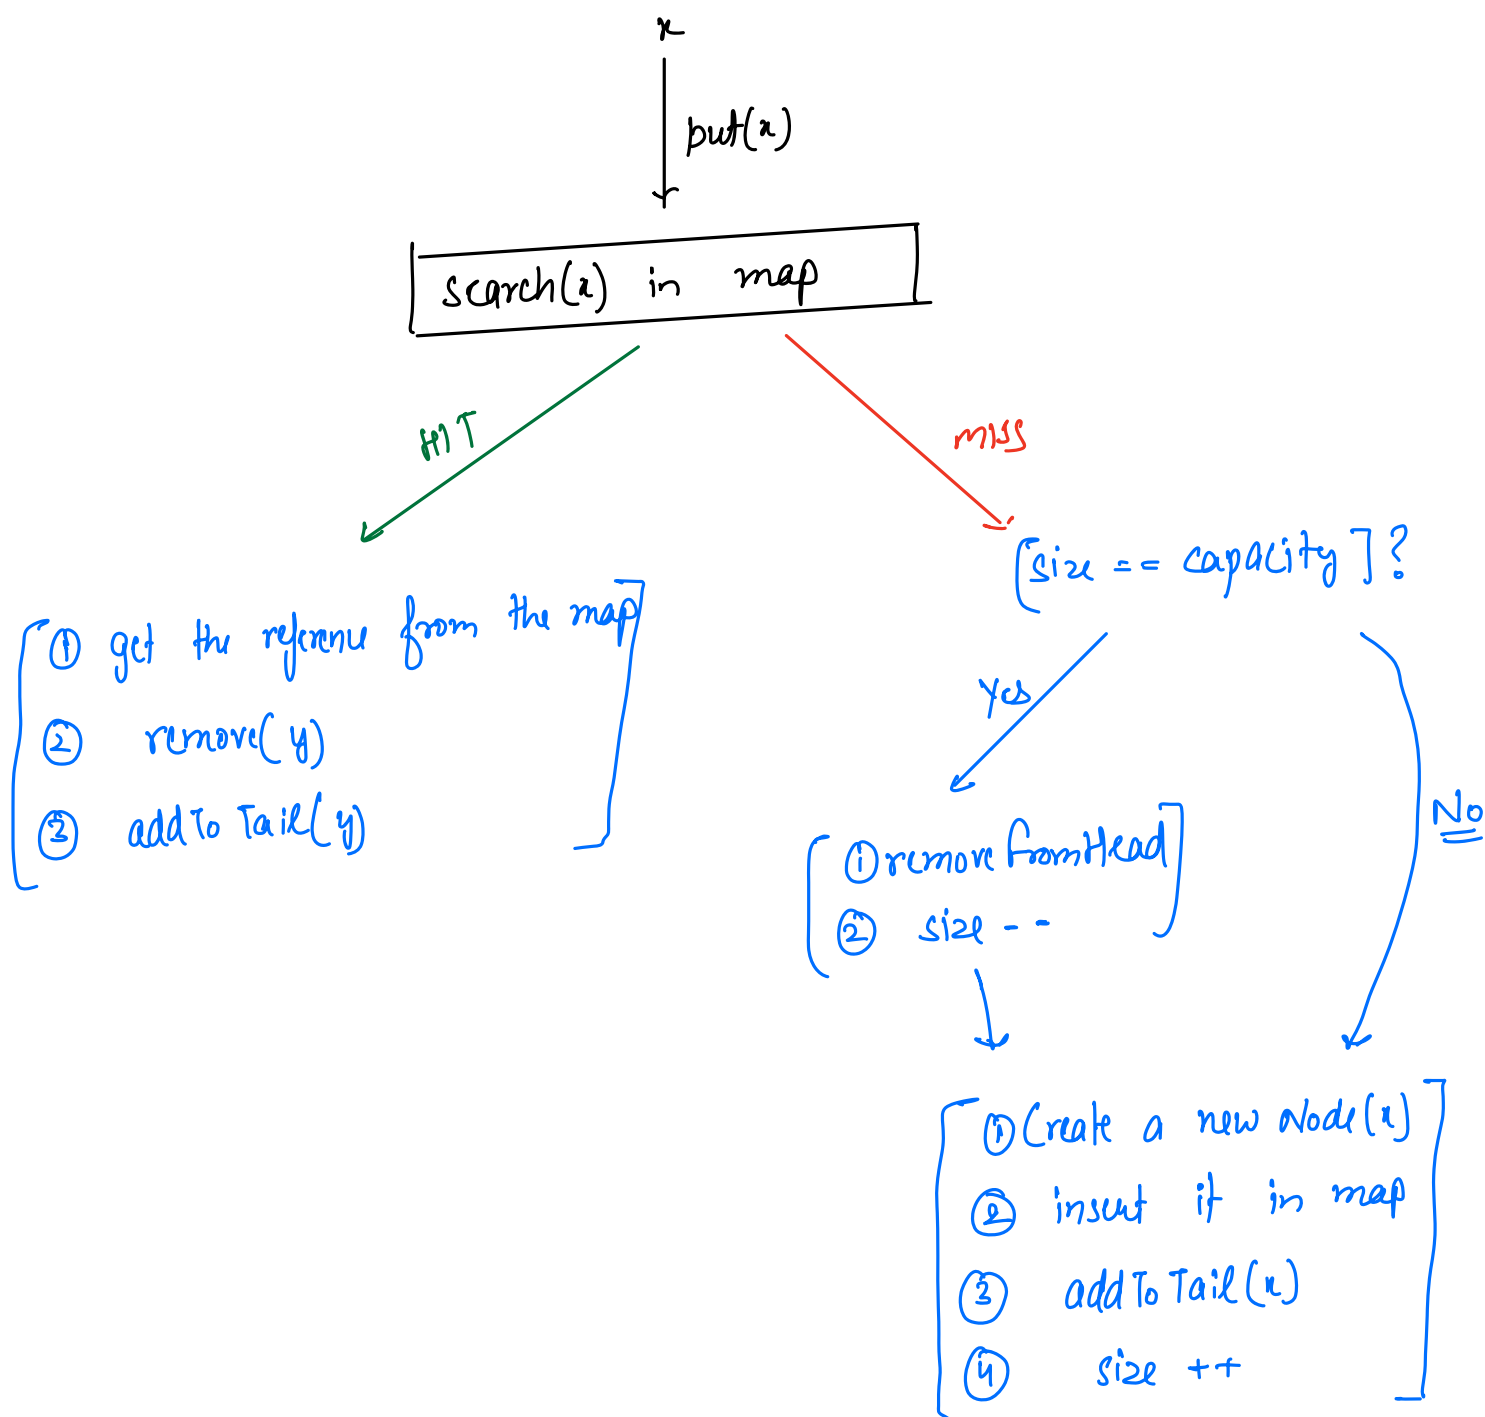 x
put(x)
search(x) in map
HIT
MISS
[size == capacity]?
① get the reference from the map
② remove(y)
③ addToTail(y)
Yes
No
① removefromHead
② size --
① Create a new Node(x)
② insert it in map
③ addToTail(x)
④ size ++